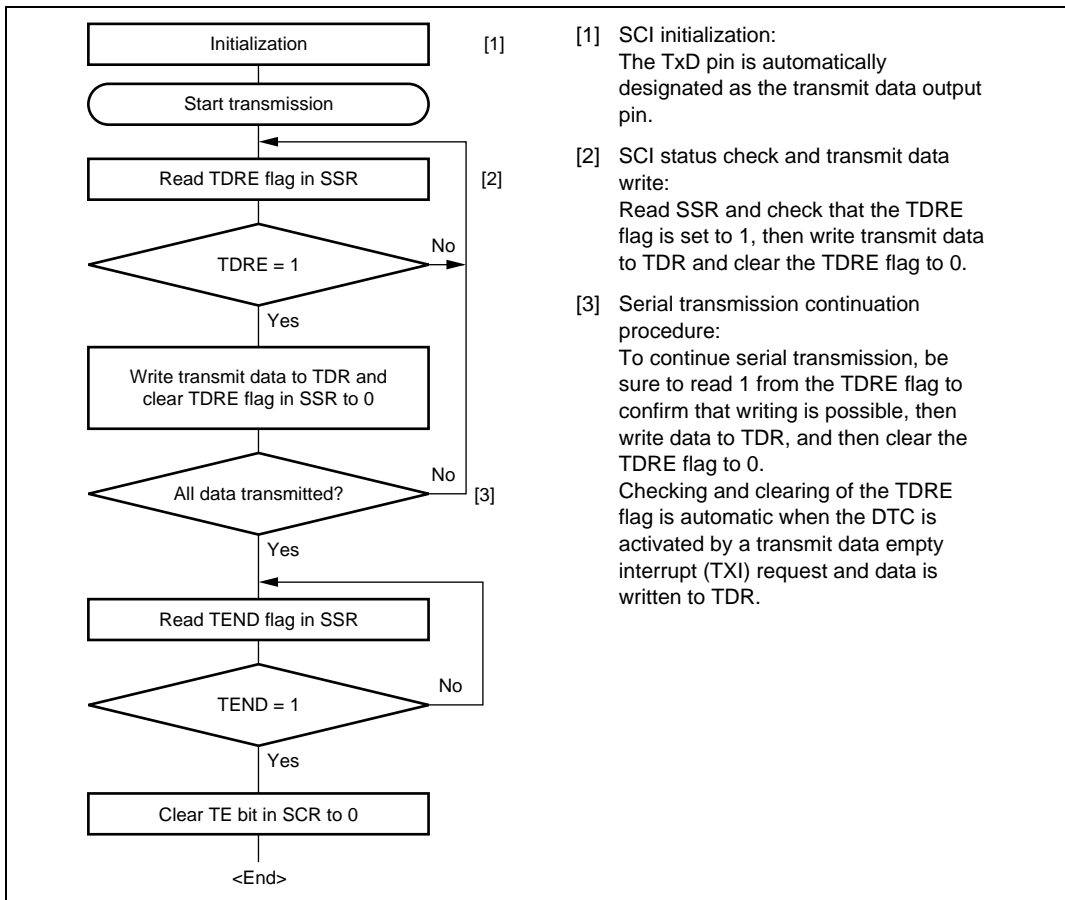 Initialization
[1]
Start transmission
Read TDRE flag in SSR
[2]
No
TDRE = 1
Yes
Write transmit data to TDR and
clear TDRE flag in SSR to 0
No
All data transmitted?
[3]
Yes
Read TEND flag in SSR
No
TEND = 1
Yes
Clear TE bit in SCR to 0
<End>
[1] SCI initialization:
The TxD pin is automatically
designated as the transmit data output
pin.
[2] SCI status check and transmit data
write:
Read SSR and check that the TDRE
flag is set to 1, then write transmit data
to TDR and clear the TDRE flag to 0.
[3] Serial transmission continuation
procedure:
To continue serial transmission, be
sure to read 1 from the TDRE flag to
confirm that writing is possible, then
write data to TDR, and then clear the
TDRE flag to 0.
Checking and clearing of the TDRE
flag is automatic when the DTC is
activated by a transmit data empty
interrupt (TXI) request and data is
written to TDR.